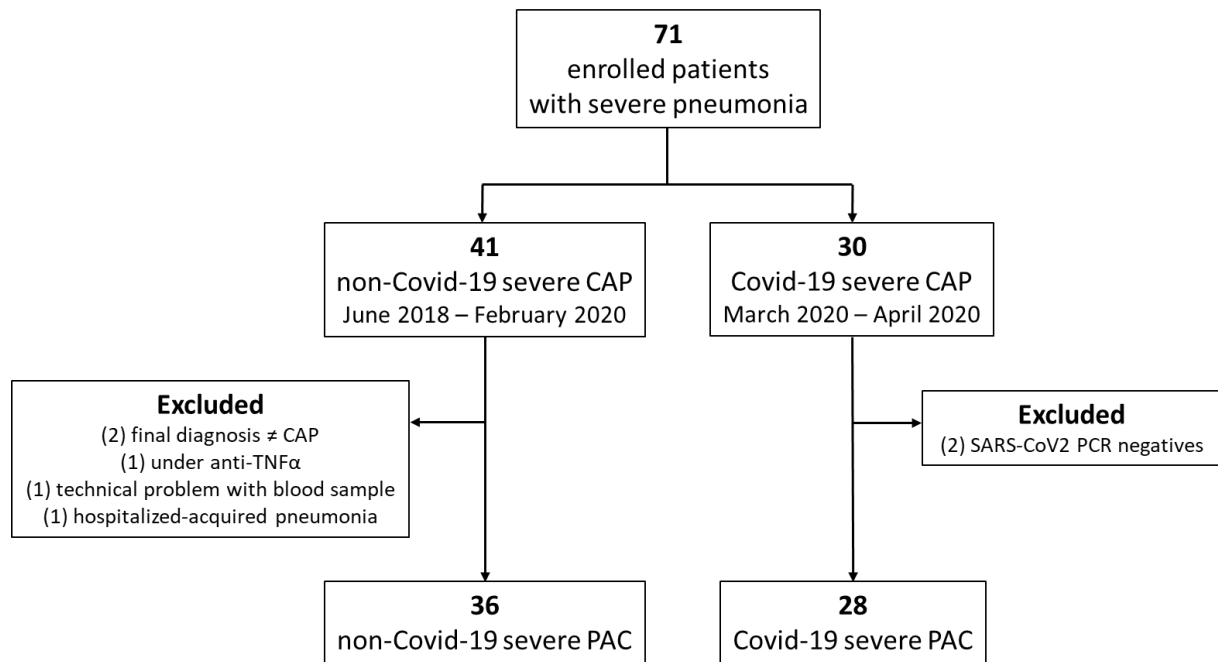 71
enrolled patients
with severe pneumonia
41
non-Covid-19 severe CAP
June 2018 – February 2020
30
Covid-19 severe CAP
March 2020 – April 2020
Excluded
(2) final diagnosis ≠ CAP
(1) under anti-TNFα
(1) technical problem with blood sample
(1) hospitalized-acquired pneumonia
Excluded
(2) SARS-CoV2 PCR negatives
36
non-Covid-19 severe PAC
28
Covid-19 severe PAC